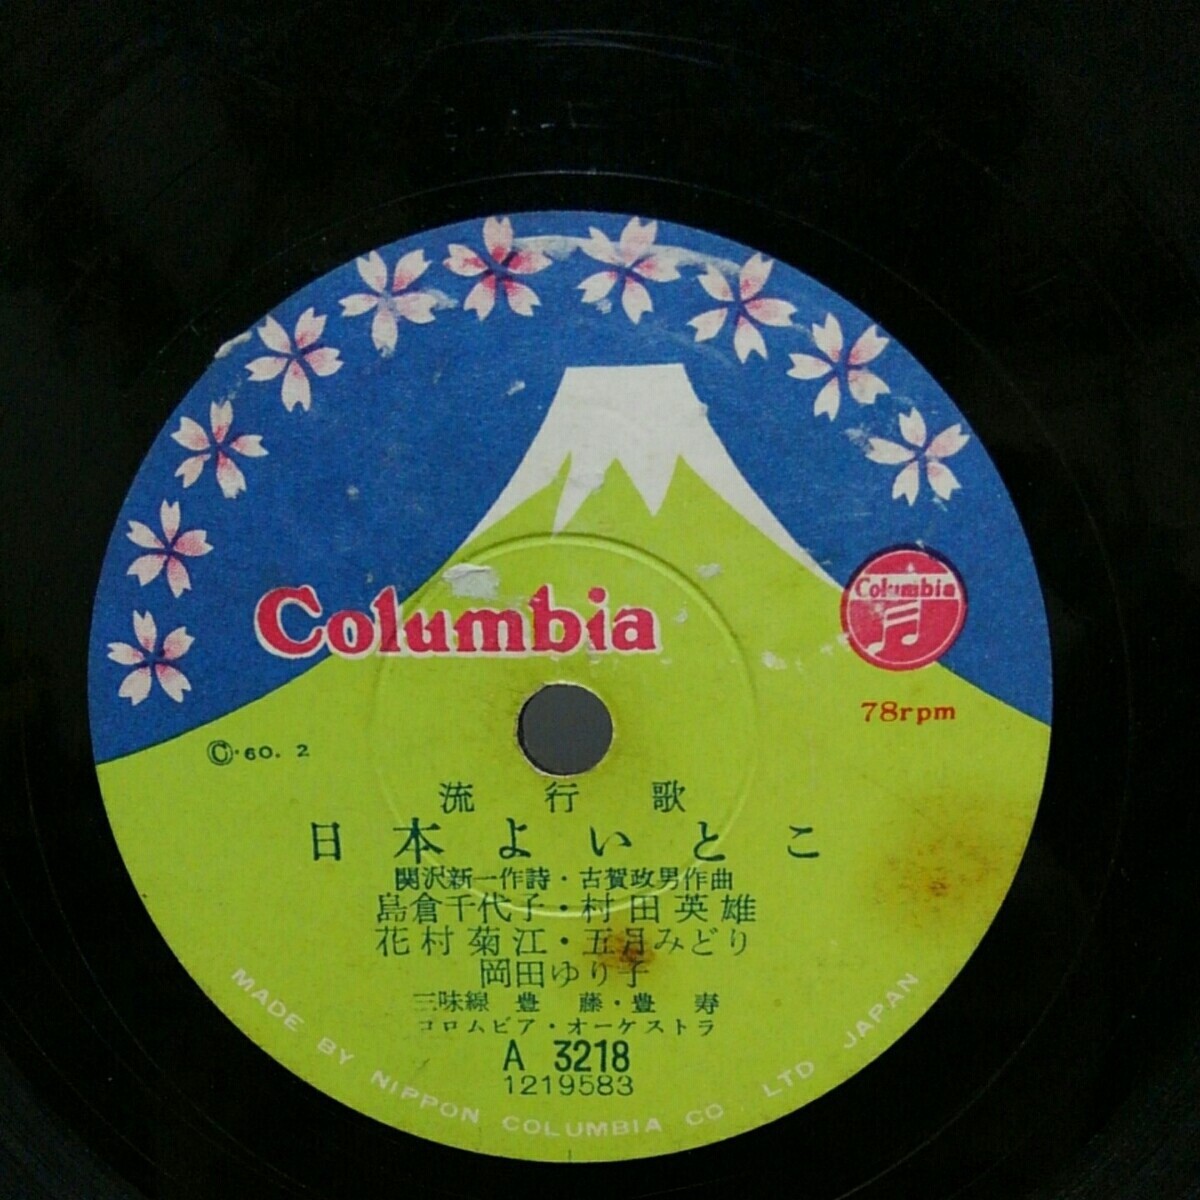 Columbia
Columbia
78rpm
Ⓒ·60. 2
流行歌
日本よいとこ
関沢新一作詩・古賀政男作曲
島倉千代子・村田英雄
花村菊江・五月みどり
岡田ゆり子
三味線 豊藤・豊寿
コロムビア・オーケストラ
A 3218
1219583
MADE BY NIPPON COLUMBIA CO. LTD JAPAN